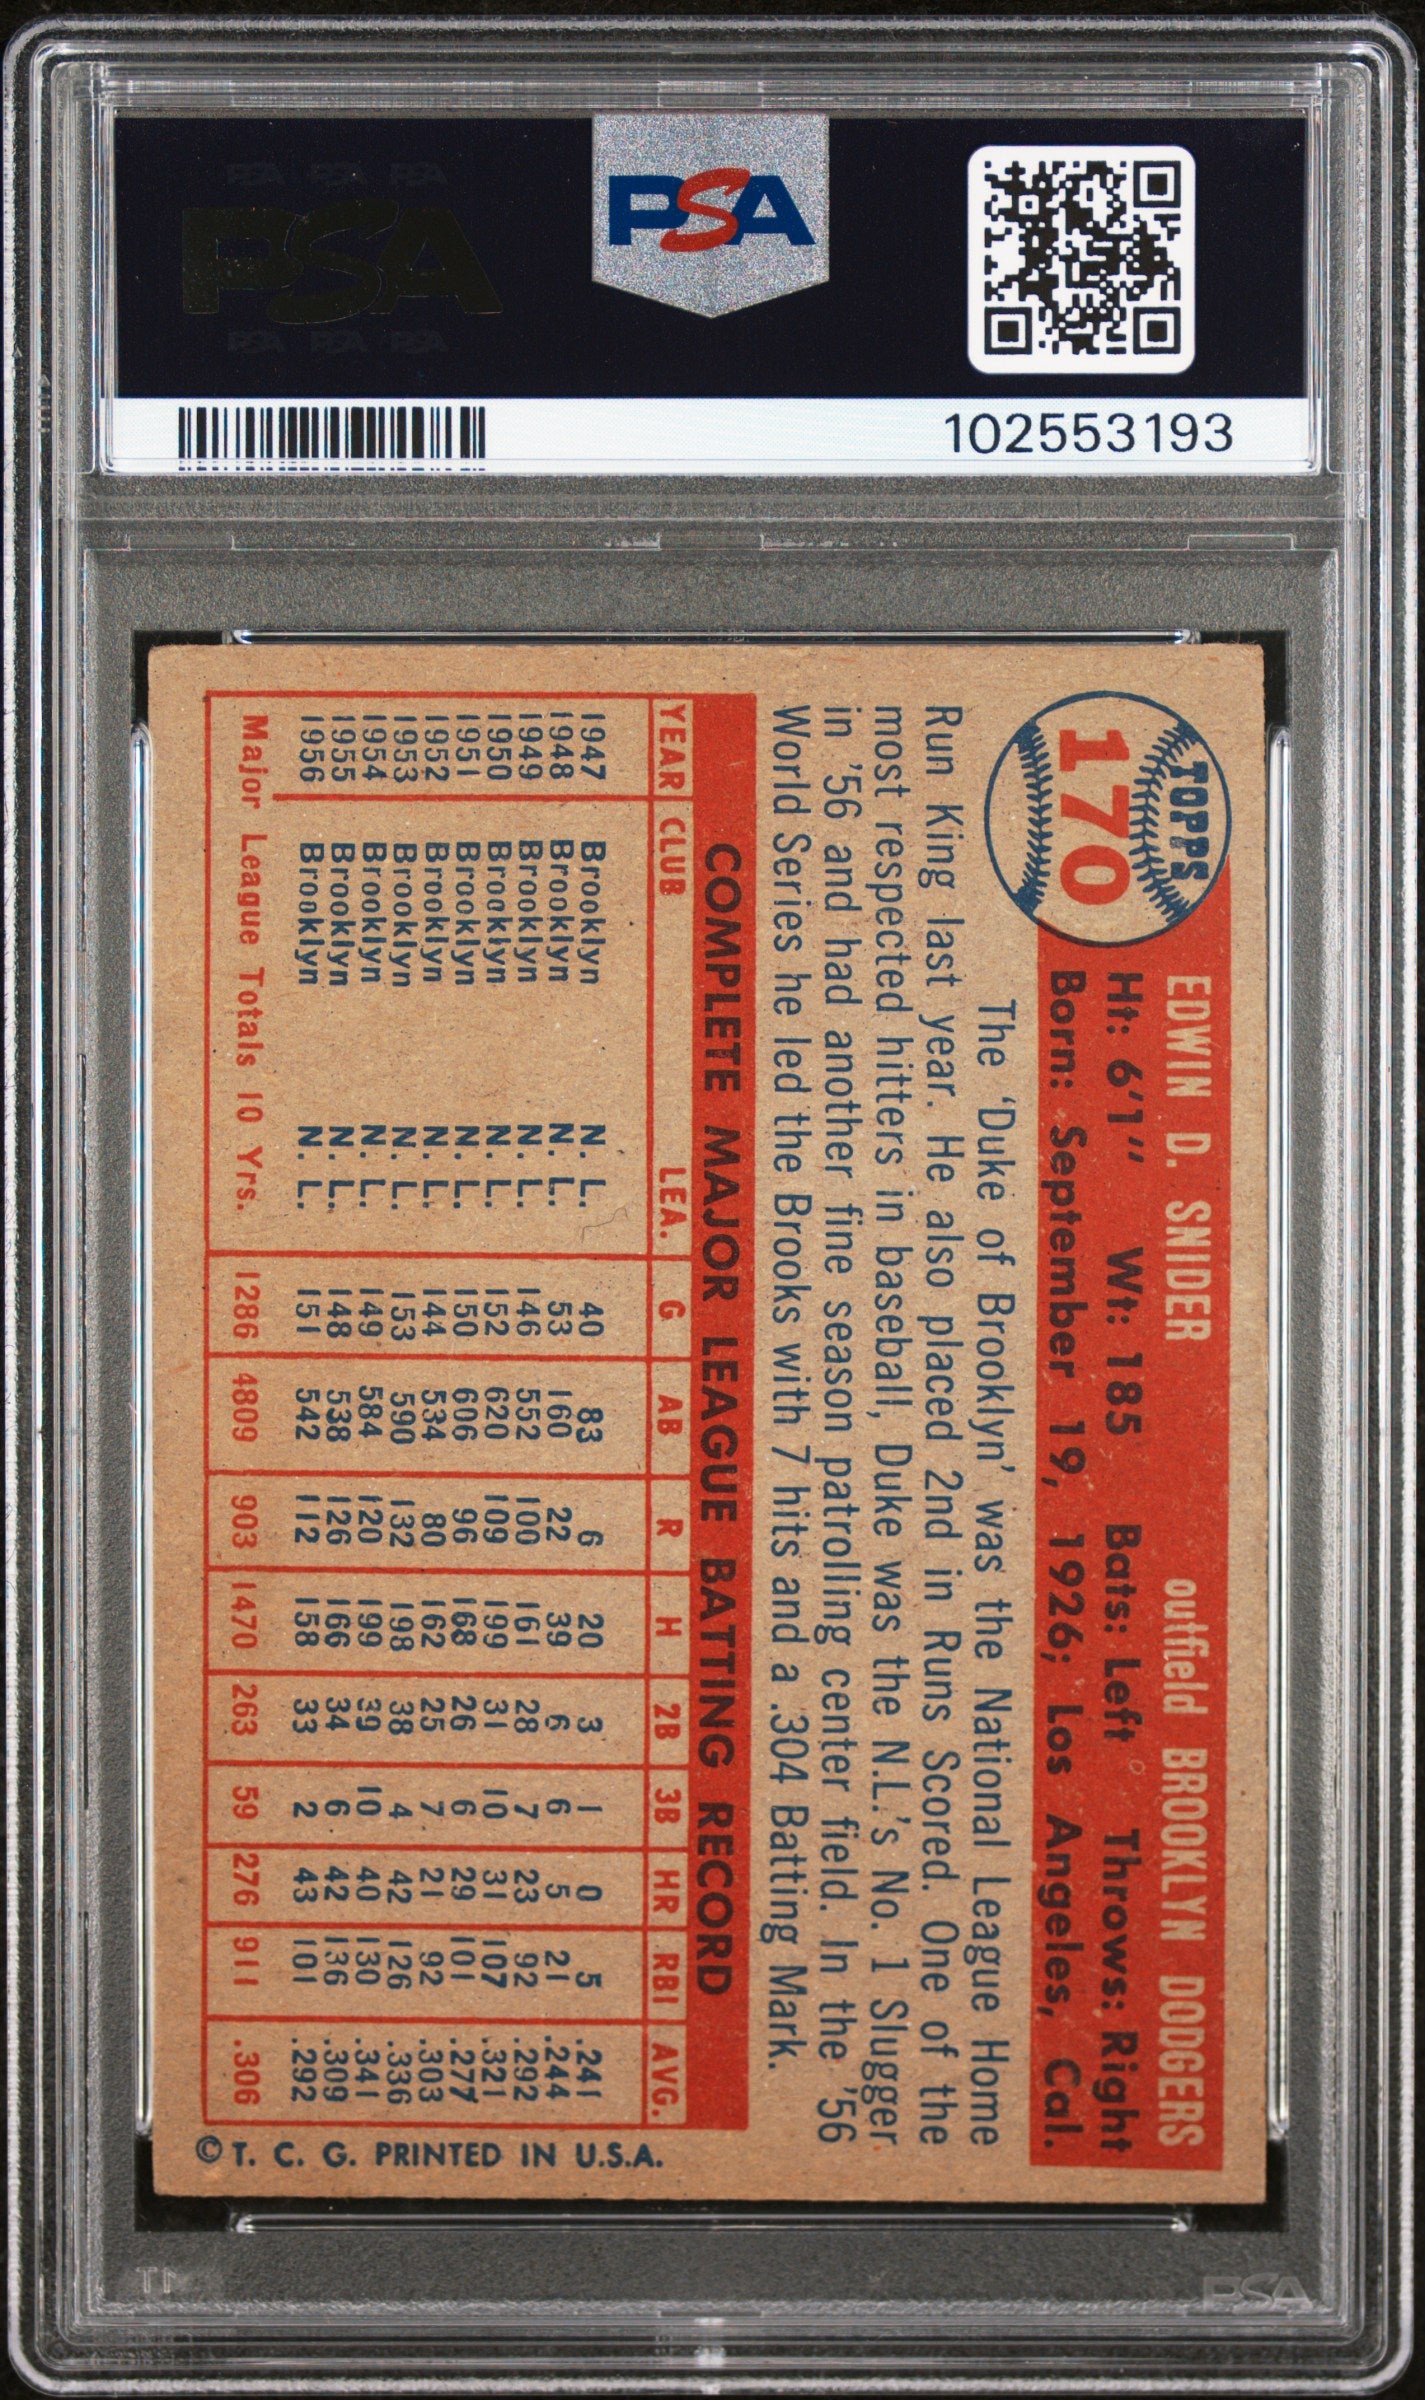 PSA PSA PSA
PSA
PSA PSA PSA
PSA
102553193
TOPPS
170
EDWIN D. SNIDER outfield BROOKLYN DODGERS
Ht: 6'1" Wt: 185 Bats: Left Throws: Right
Born: September 19, 1926; Los Angeles, Cal.
The 'Duke of Brooklyn' was the National League Home
Run King last year. He also placed 2nd in Runs Scored. One of the
most respected hitters in baseball, Duke was the N.L.'s No. 1 Slugger
in '56 and had another fine season patrolling center field. In the '56
World Series he led the Brooks with 7 hits and a .304 Batting Mark.
COMPLETE MAJOR LEAGUE BATTING RECORD
YEAR CLUB LEA. G AB R H 2B 3B HR RBI AVG.
1947 Brooklyn N. L. 40 83 6 20 3 1 0 5 .241
1948 Brooklyn N. L. 53 160 22 39 6 6 5 21 .244
1949 Brooklyn N. L. 146 552 100 161 28 7 23 92 .292
1950 Brooklyn N. L. 152 620 109 199 31 10 31 107 .321
1951 Brooklyn N. L. 150 606 96 168 26 6 29 101 .277
1952 Brooklyn N. L. 144 534 80 162 25 7 21 92 .303
1953 Brooklyn N. L. 153 590 132 198 38 4 42 126 .336
1954 Brooklyn N. L. 149 584 120 199 39 10 40 130 .341
1955 Brooklyn N. L. 148 538 126 166 34 6 42 136 .309
1956 Brooklyn N. L. 151 542 112 158 33 2 43 101 .292
Major League Totals 10 Yrs. 1286 4809 903 1470 263 59 276 911 .306
© T. C. G. PRINTED IN U.S.A.
TM
PSA